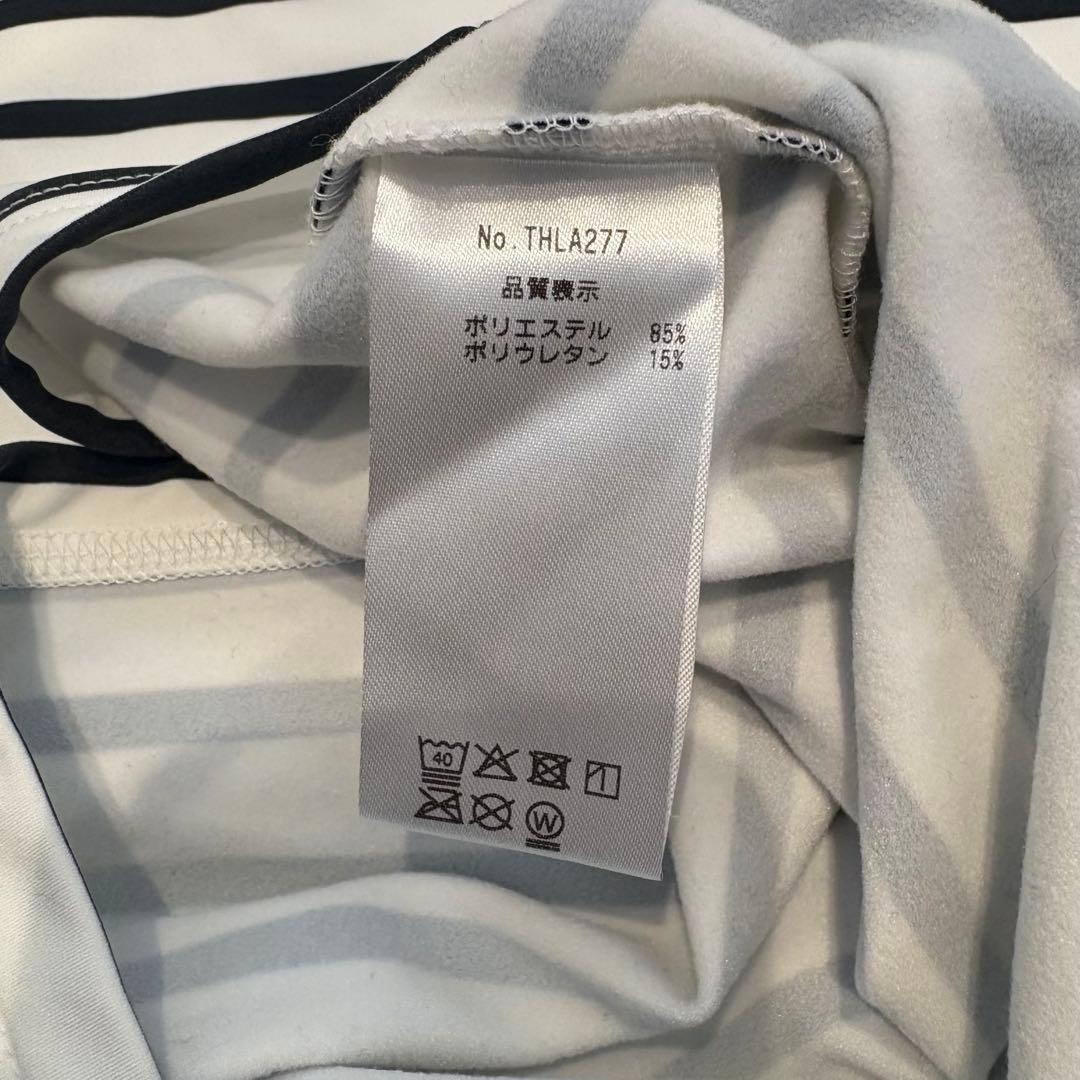 No.THLA277
品質表示
ポリエステル 85%
ポリウレタン 15%
40
W